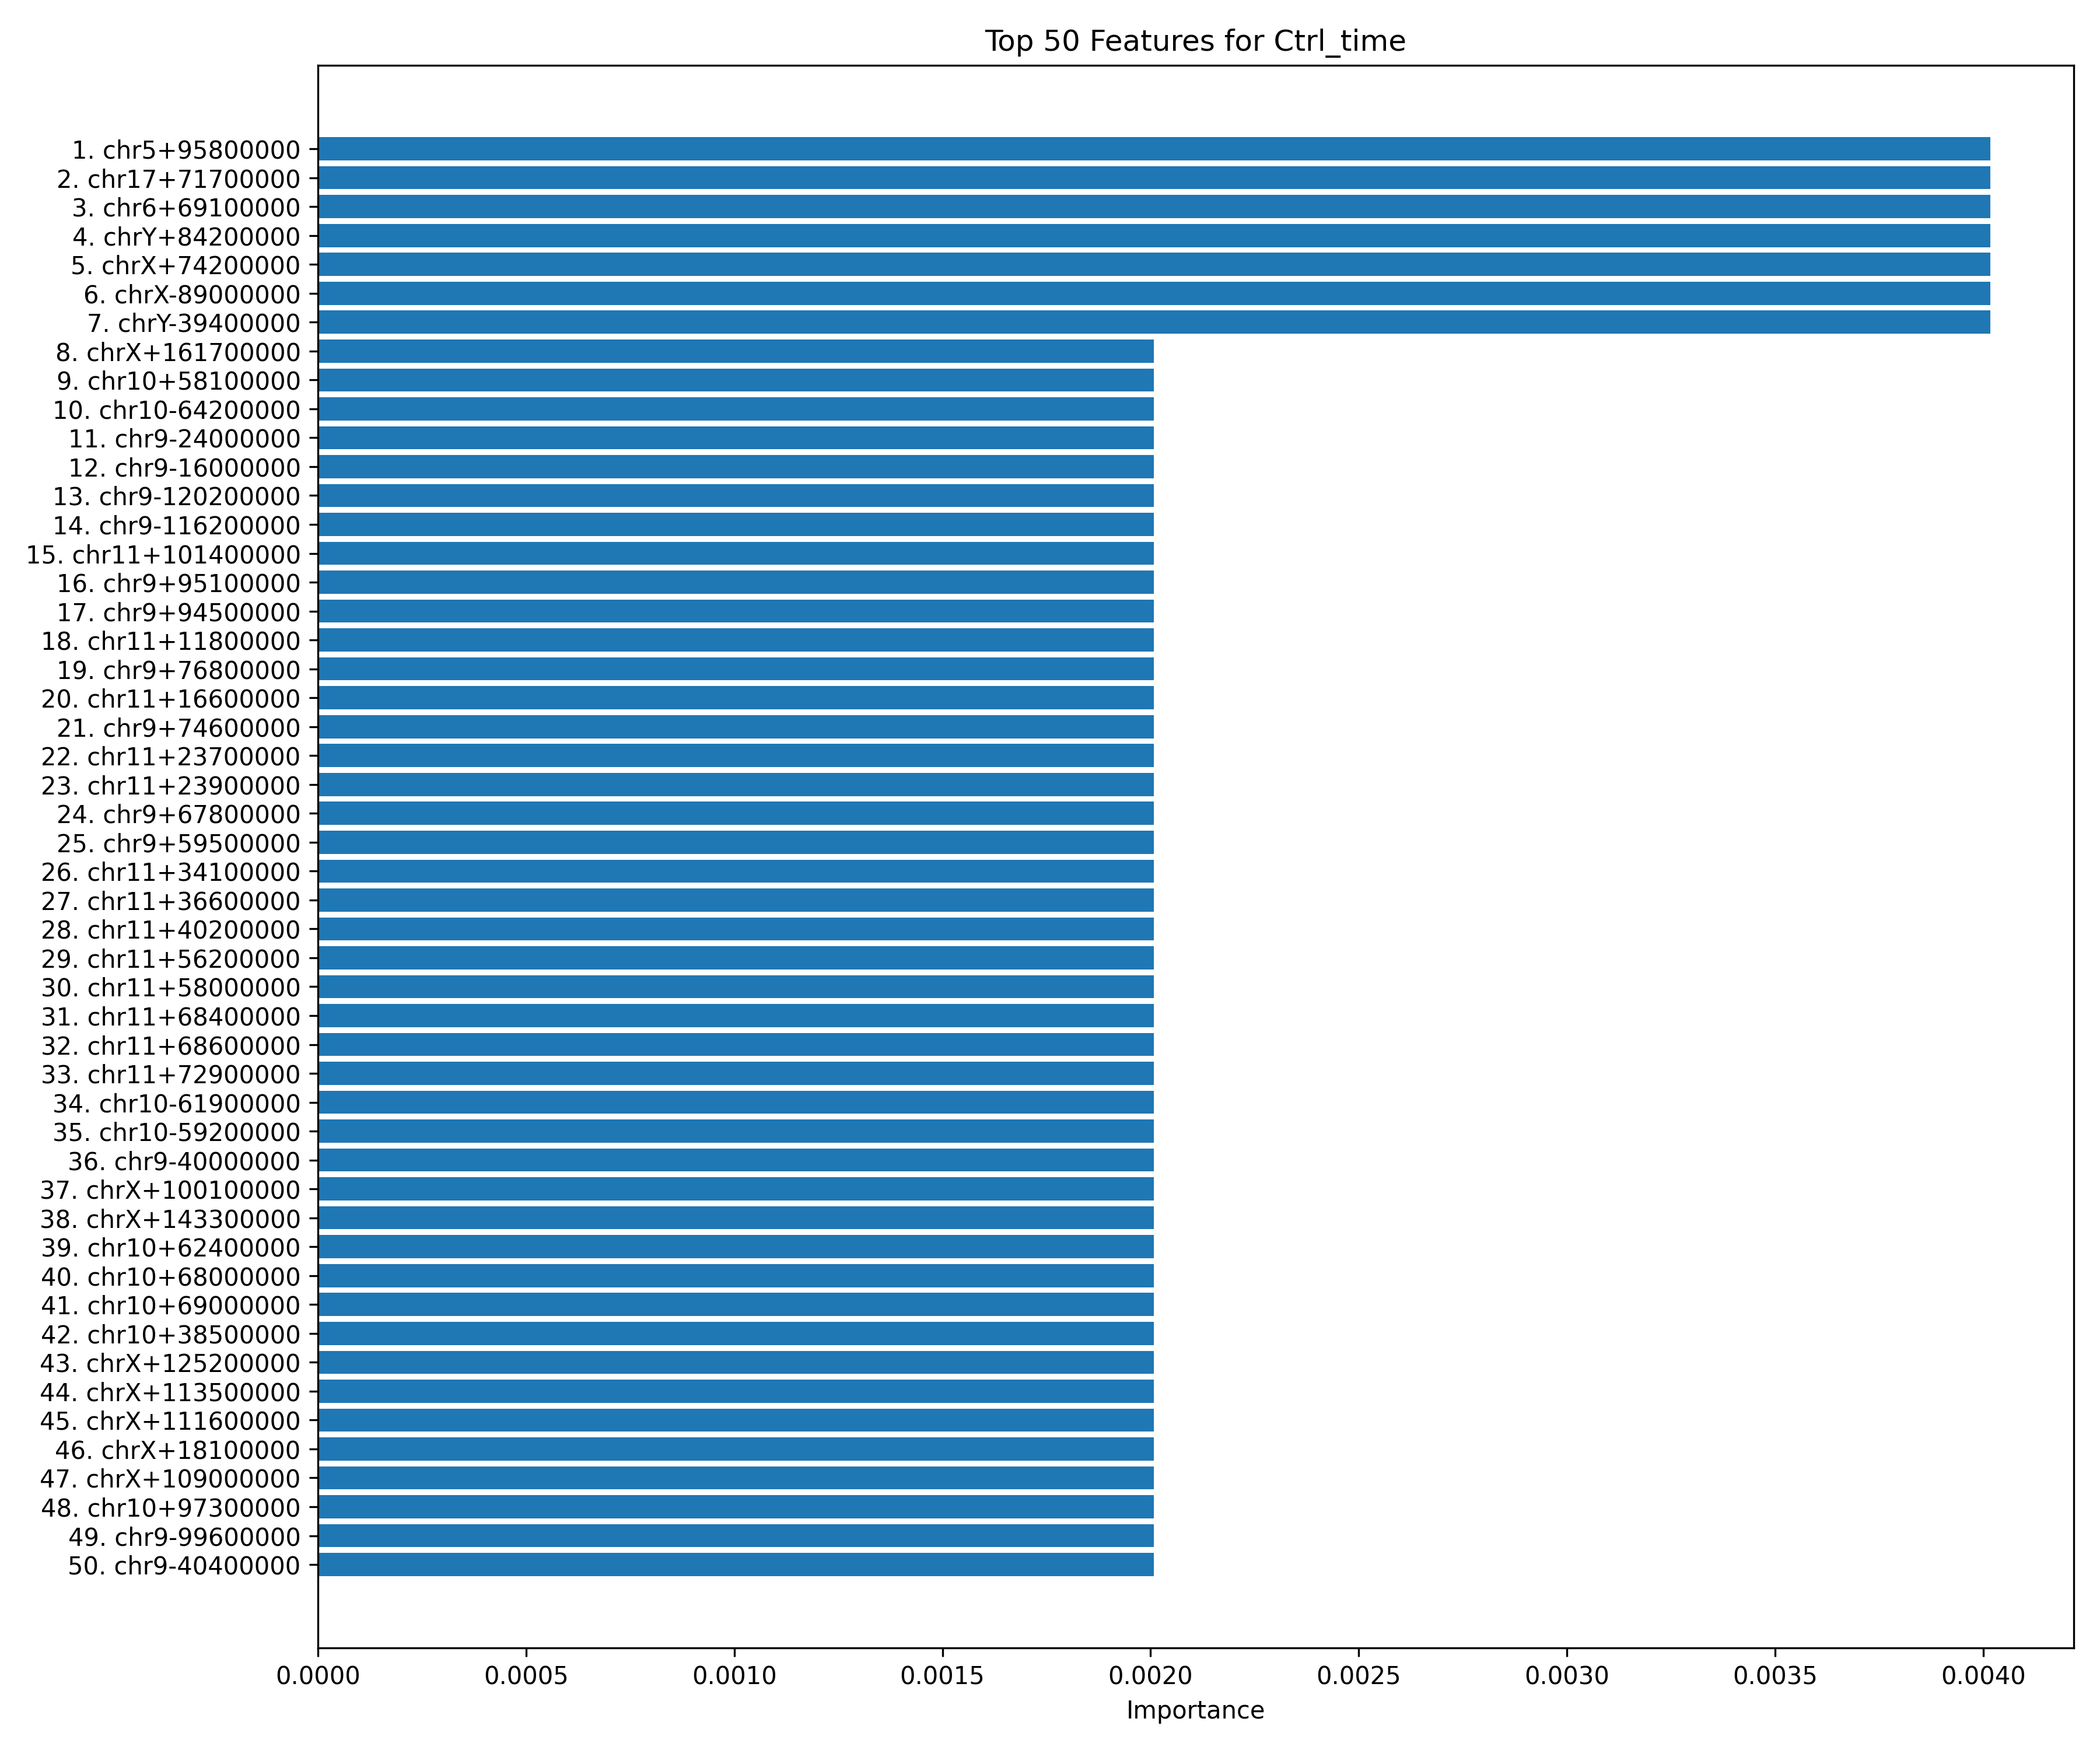 Top 50 Features for Ctrl_time
1. chr5+95800000
2. chr17+71700000
3. chr6+69100000
4. chrY+84200000
5. chrX+74200000
6. chrX-89000000
7. chrY-39400000
8. chrX+161700000
9. chr10+58100000
10. chr10-64200000
11. chr9-24000000
12. chr9-16000000
13. chr9-120200000
14. chr9-116200000
15. chr11+101400000
16. chr9+95100000
17. chr9+94500000
18. chr11+11800000
19. chr9+76800000
20. chr11+16600000
21. chr9+74600000
22. chr11+23700000
23. chr11+23900000
24. chr9+67800000
25. chr9+59500000
26. chr11+34100000
27. chr11+36600000
28. chr11+40200000
29. chr11+56200000
30. chr11+58000000
31. chr11+68400000
32. chr11+68600000
33. chr11+72900000
34. chr10-61900000
35. chr10-59200000
36. chr9-40000000
37. chrX+100100000
38. chrX+143300000
39. chr10+62400000
40. chr10+68000000
41. chr10+69000000
42. chr10+38500000
43. chrX+125200000
44. chrX+113500000
45. chrX+111600000
46. chrX+18100000
47. chrX+109000000
48. chr10+97300000
49. chr9-99600000
50. chr9-40400000
0.0000 0.0005 0.0010 0.0015 0.0020 0.0025 0.0030 0.0035 0.0040
Importance